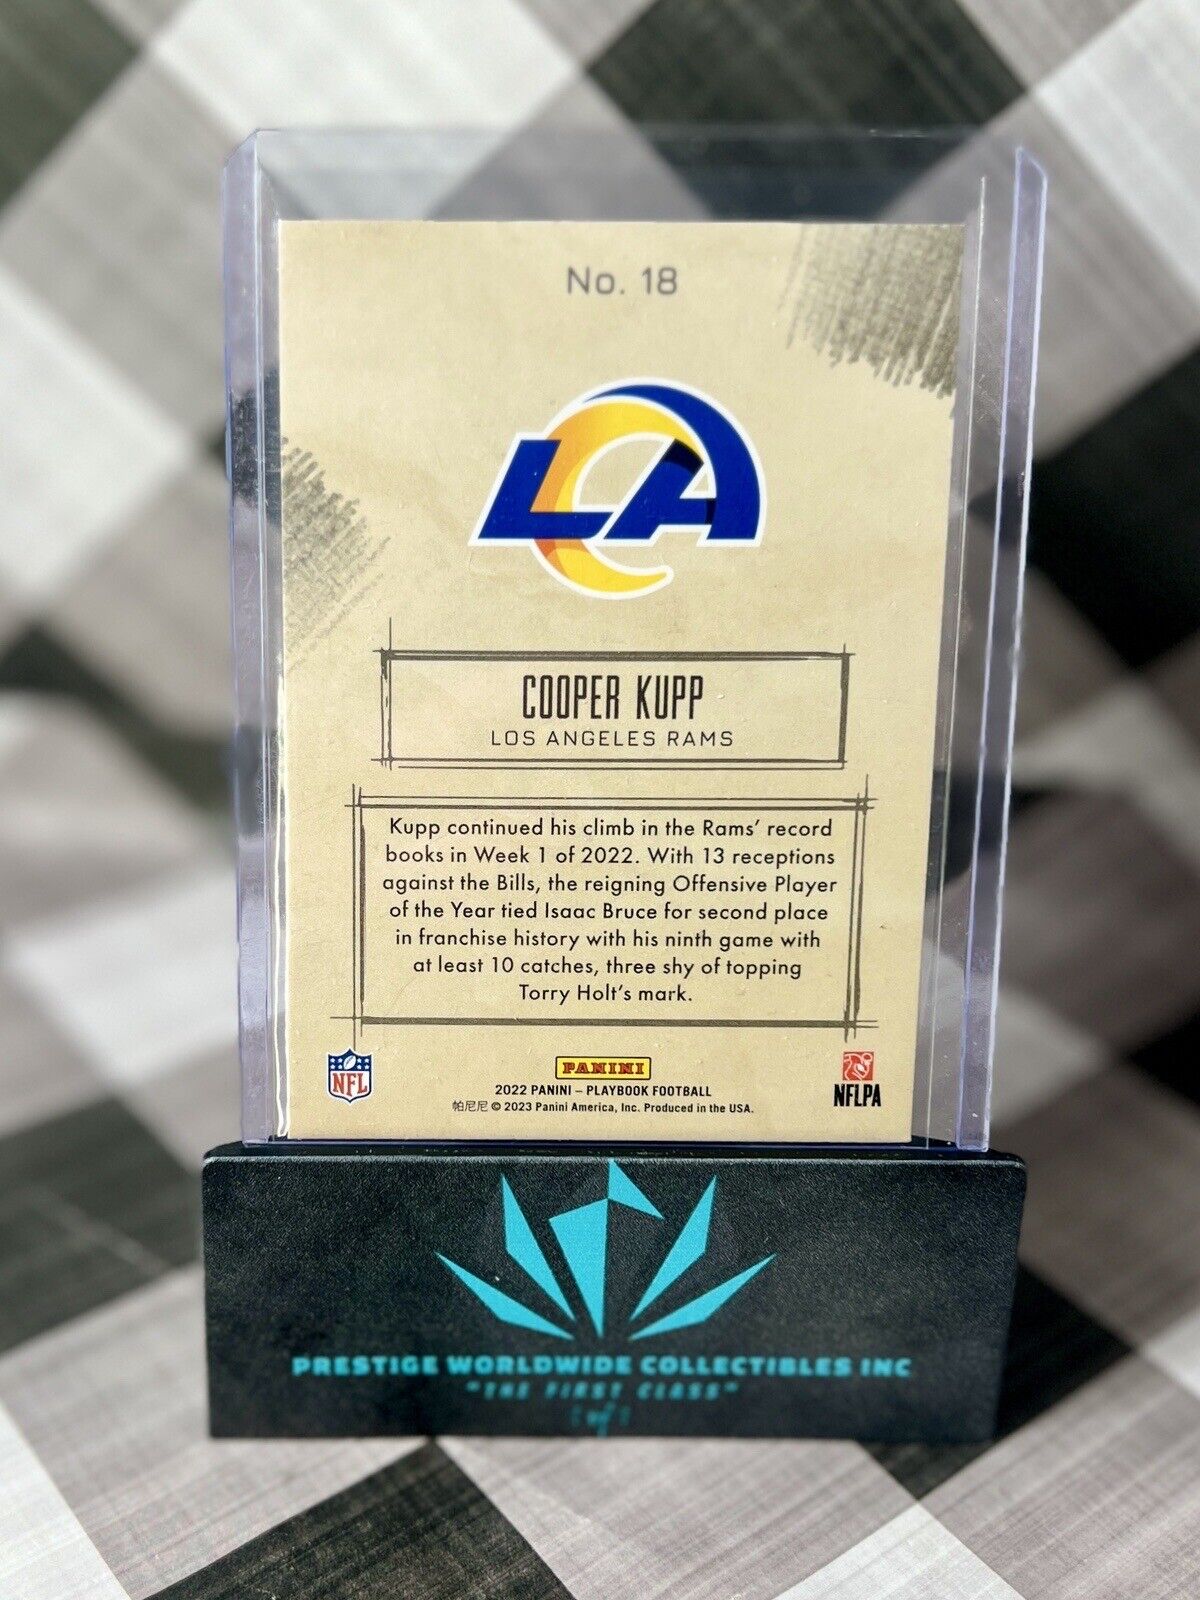 No. 18
LA
COOPER KUPP
LOS ANGELES RAMS
Kupp continued his climb in the Rams' record
books in Week 1 of 2022. With 13 receptions
against the Bills, the reigning Offensive Player
of the Year tied Isaac Bruce for second place
in franchise history with his ninth game with
at least 10 catches, three shy of topping
Torry Holt's mark.
NFL
PANINI
2022 PANINI – PLAYBOOK FOOTBALL
帕尼尼 © 2023 Panini America, Inc. Produced in the USA.
NFLPA
PRESTIGE WORLDWIDE COLLECTIBLES INC
"THE FIRST CLASS"